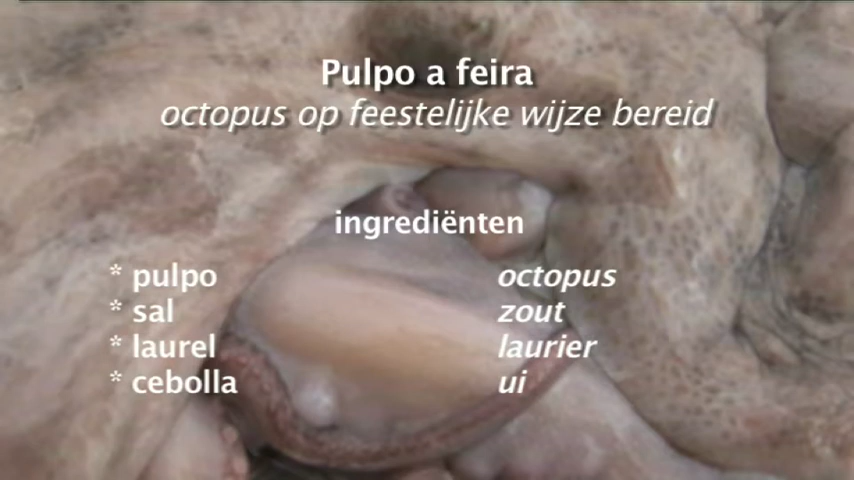 Pulpo a feira
octopus op feestelijke wijze bereid
ingrediënten
* pulpo octopus
* sal zout
* laurel laurier
* cebolla ui